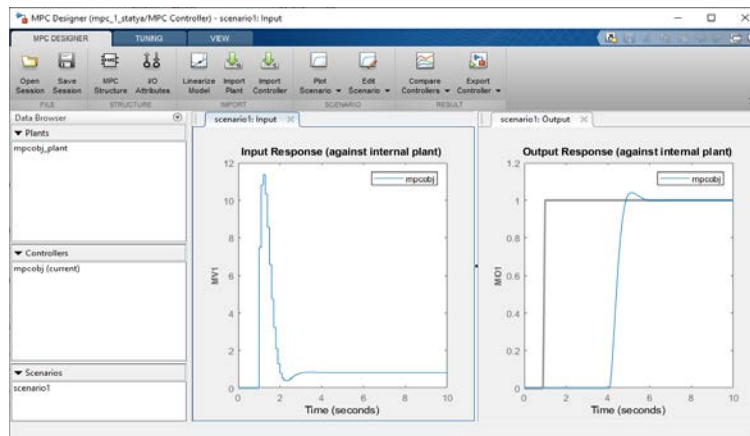 MPC Designer (mpc_1_statya/MPC Controller) - scenario1: Input
MPC DESIGNER TUNING VIEW
Open Session
Save Session
MPC Structure
I/O Attributes
Linearize Model
Import Plant
Import Controller
Plot Scenario
Edit Scenario
Compare Controllers
Export Controller
FILE STRUCTURE IMPORT SCENARIO RESULT
Data Browser
Plants
mpcobj_plant
Controllers
mpcobj (current)
Scenarios
scenario1
scenario1: Input
Input Response (against internal plant)
mpcobj
MV1
12
10
8
6
4
2
0
0 2 4 6 8 10
Time (seconds)
scenario1: Output
Output Response (against internal plant)
mpcobj
MO1
1.2
1
0.8
0.6
0.4
0.2
0
0 2 4 6 8 10
Time (seconds)